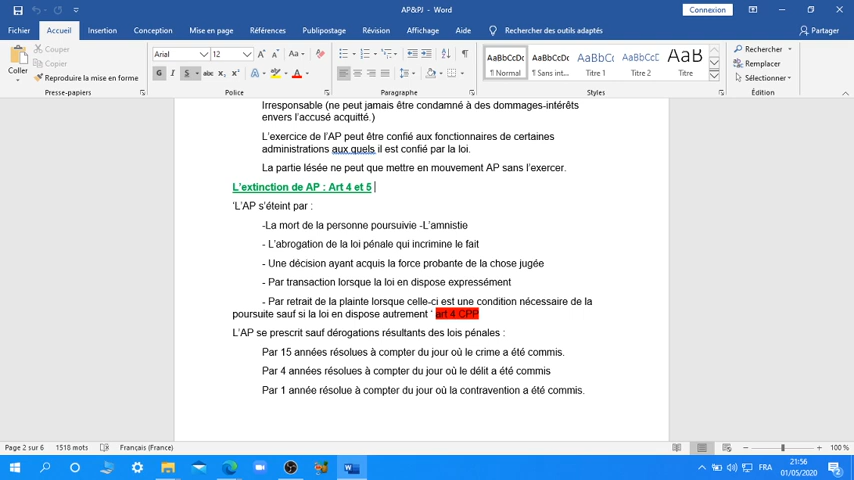 AP&PJ - Word
Connexion
Fichier Accueil Insertion Mise en page Conception Références Publipostage Révision Affichage Aide Rechercher des outils adaptés Partager
Couper
Copier
Reproduire la mise en forme
Coller
Arial 12
AaBbCcDc AaBbCcDc AaBbCc AaBbCcC AaB
¶ Normal ¶ Sans int... Titre 1 Titre 2 Titre
Rechercher
Remplacer
Sélectionner
Presse-papiers Police Paragraphe Styles Édition
Irresponsable (ne peut jamais être condamné à des dommages-intérêts
envers l'accusé acquitté.)
L'exercice de l'AP peut être confié aux fonctionnaires de certaines
administrations aux quels il est confié par la loi.
La partie lésée ne peut que mettre en mouvement AP sans l'exercer.
L'extinction de AP : Art 4 et 5
'L'AP s'éteint par :
-La mort de la personne poursuivie -L'amnistie
- L'abrogation de la loi pénale qui incrimine le fait
- Une décision ayant acquis la force probante de la chose jugée
- Par transaction lorsque la loi en dispose expressément
- Par retrait de la plainte lorsque celle-ci est une condition nécessaire de la
poursuite sauf si la loi en dispose autrement ' art 4 CPP
L'AP se prescrit sauf dérogations résultants des lois pénales :
Par 15 années résolues à compter du jour où le crime a été commis.
Par 4 années résolues à compter du jour où le délit a été commis
Par 1 année résolue à compter du jour où la contravention a été commis.
Page 2 sur 6 1518 mots Français (France) 100 %
FRA 21:56
01/05/2020